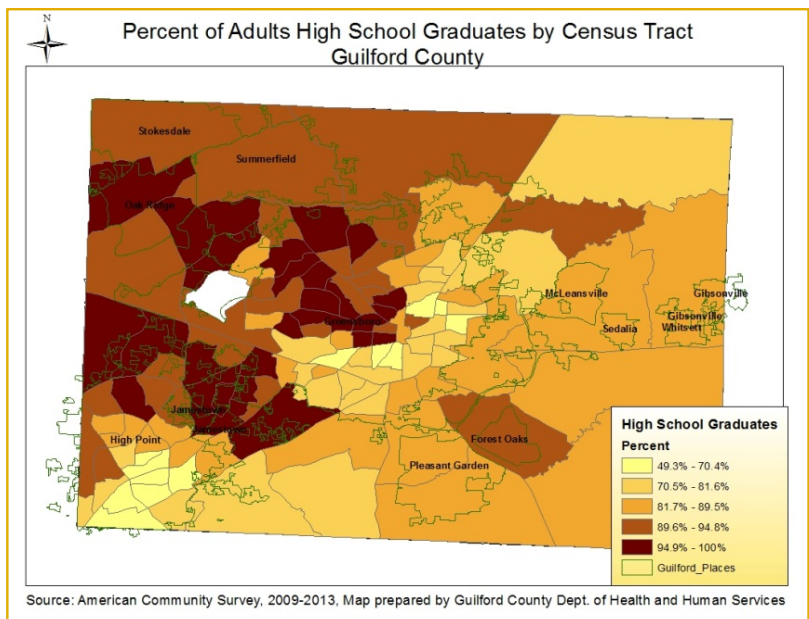 N
Percent of Adults High School Graduates by Census Tract
Guilford County
Stokesdale
Summerfield
Oak Ridge
McLeansville
Gibsonville
Gibsonville
Whitsett
Sedalia
Greensboro
Jamestown
Jamestown
High Point
Forest Oaks
Pleasant Garden
High School Graduates
Percent
49.3% - 70.4%
70.5% - 81.6%
81.7% - 89.5%
89.6% - 94.8%
94.9% - 100%
Guilford_Places
Source: American Community Survey, 2009-2013, Map prepared by Guilford County Dept. of Health and Human Services